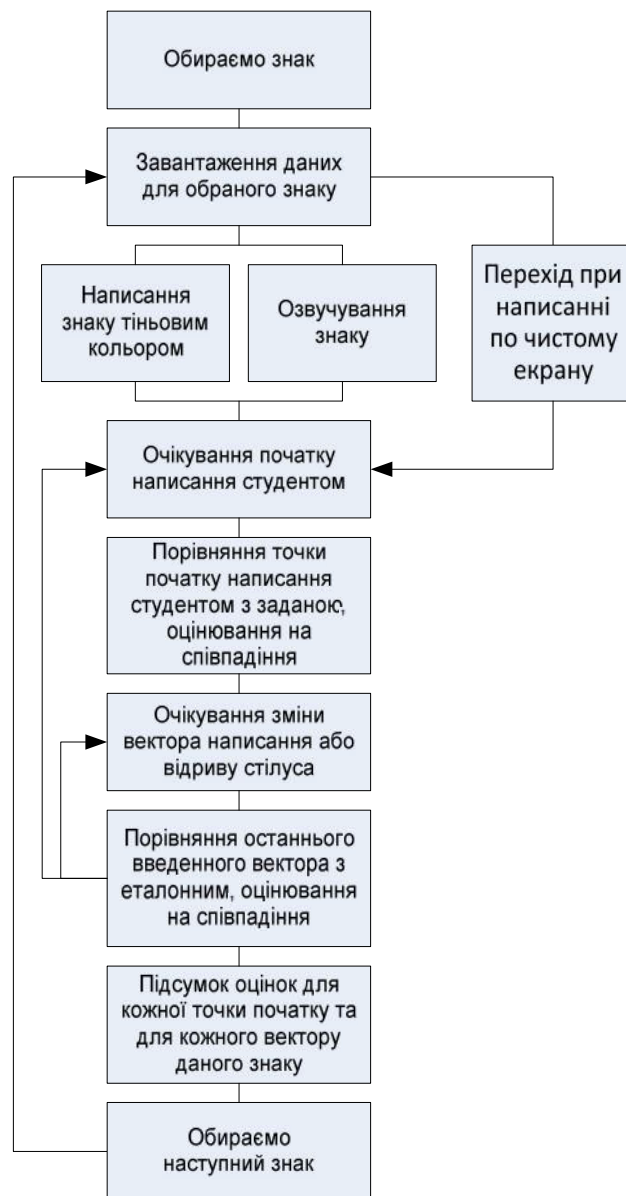 Обираємо знак
Завантаження даних
для обраного знаку
Написання
знаку тіньовим
кольором
Озвучування
знаку
Перехід при
написанні
по чистому
екрану
Очікування початку
написання студентом
Порівняння точки
початку написання
студентом з заданою,
оцінювання на
співпадіння
Очікування зміни
вектора написання або
відриву стілуса
Порівняння останнього
введенного вектора з
еталонним, оцінювання
на співпадіння
Підсумок оцінок для
кожної точки початку та
для кожного вектору
даного знаку
Обираємо
наступний знак